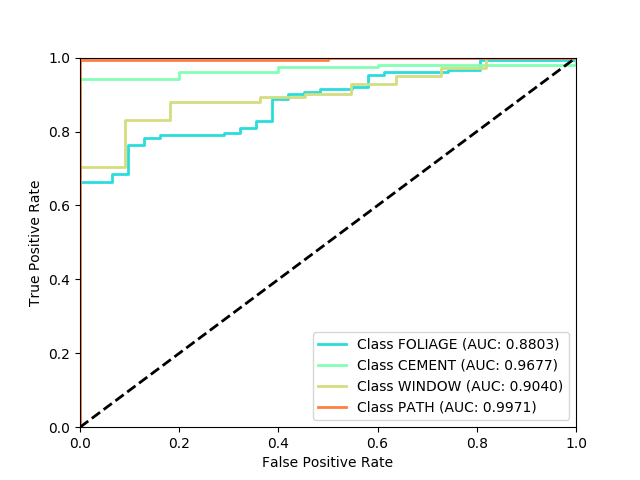 1.0
0.8
0.6
0.4
0.2
0.0
True Positive Rate
0.0 0.2 0.4 0.6 0.8 1.0
False Positive Rate
Class FOLIAGE (AUC: 0.8803)
Class CEMENT (AUC: 0.9677)
Class WINDOW (AUC: 0.9040)
Class PATH (AUC: 0.9971)